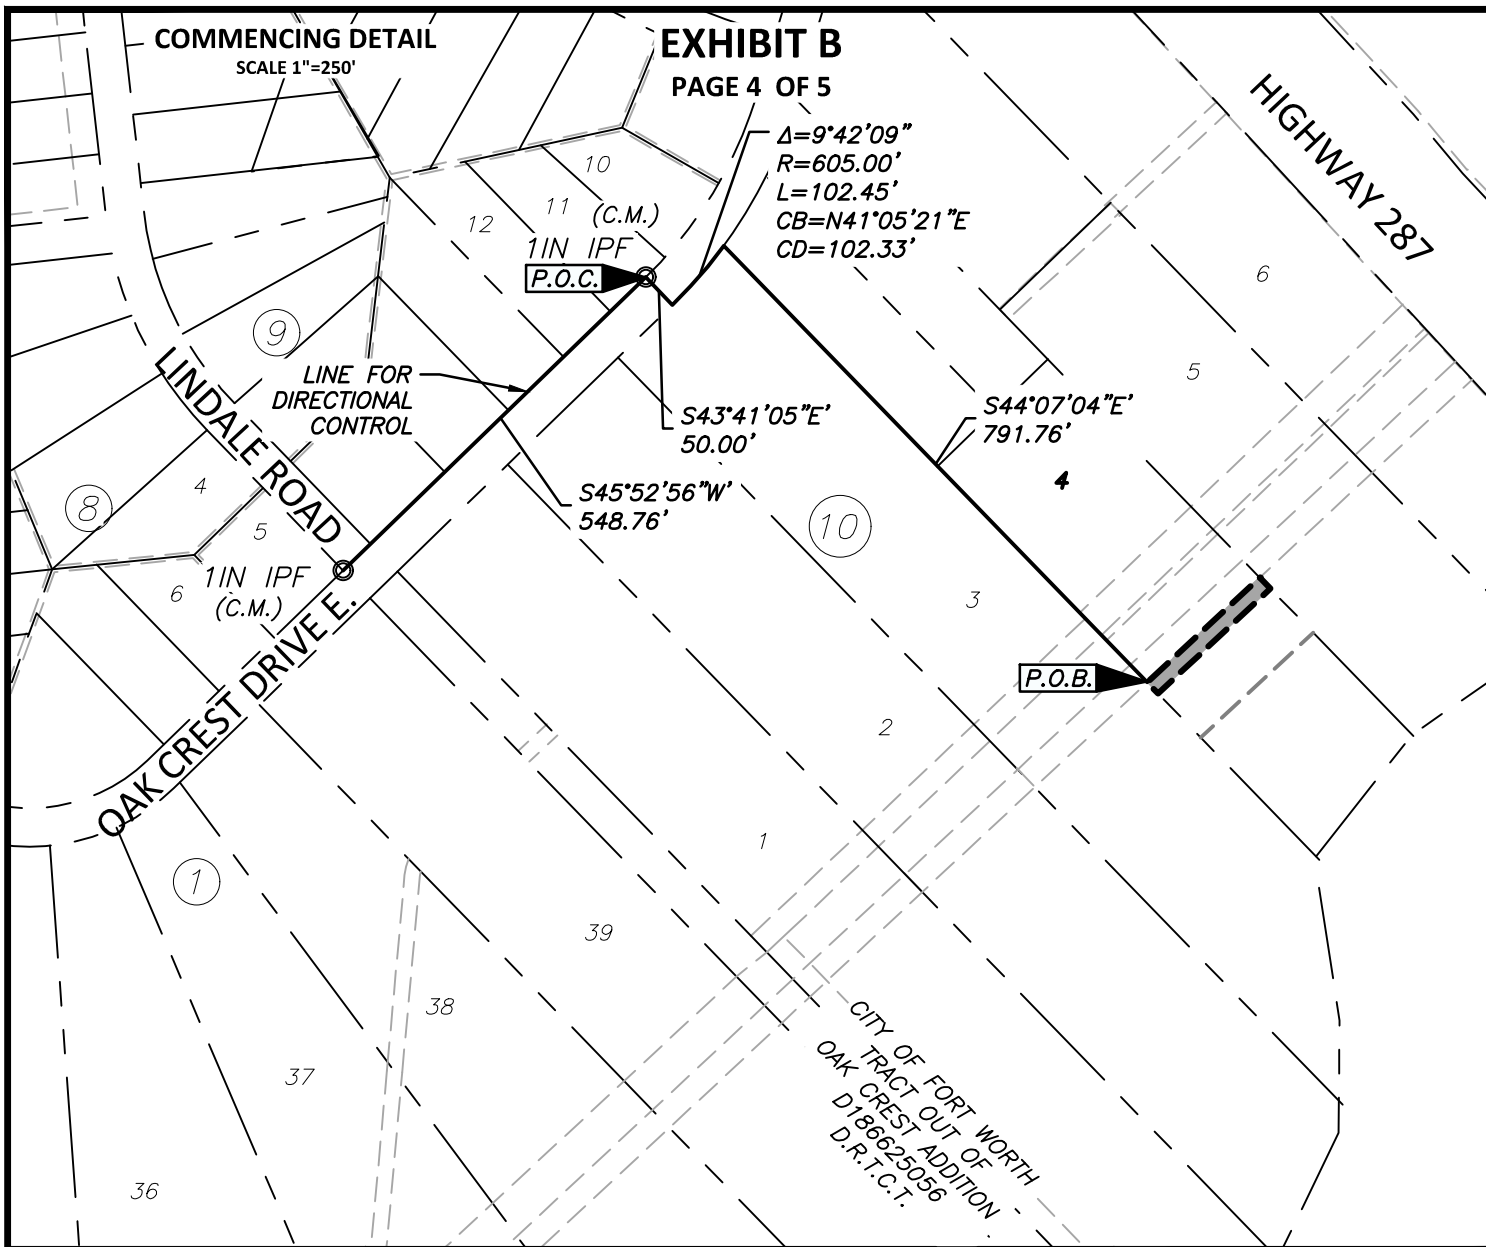 COMMENCING DETAIL
SCALE 1"=250'
EXHIBIT B
PAGE 4 OF 5
HIGHWAY 287
Δ=9°42'09"
R=605.00'
L=102.45'
CB=N41°05'21"E
CD=102.33'
10
11
(C.M.)
12
1IN IPF
P.O.C.
6
5
9
LINDALE ROAD
LINE FOR
DIRECTIONAL
CONTROL
S43°41'05"E'
50.00'
S44°07'04"E'
791.76'
4
S45°52'56"W'
548.76'
10
8
4
5
6
1IN IPF
(C.M.)
3
P.O.B.
OAK CREST DRIVE E.
2
1
1
39
38
37
36
CITY OF FORT WORTH
TRACT OUT OF
OAK CREST ADDITION
D186625056
D.R.T.C.T.